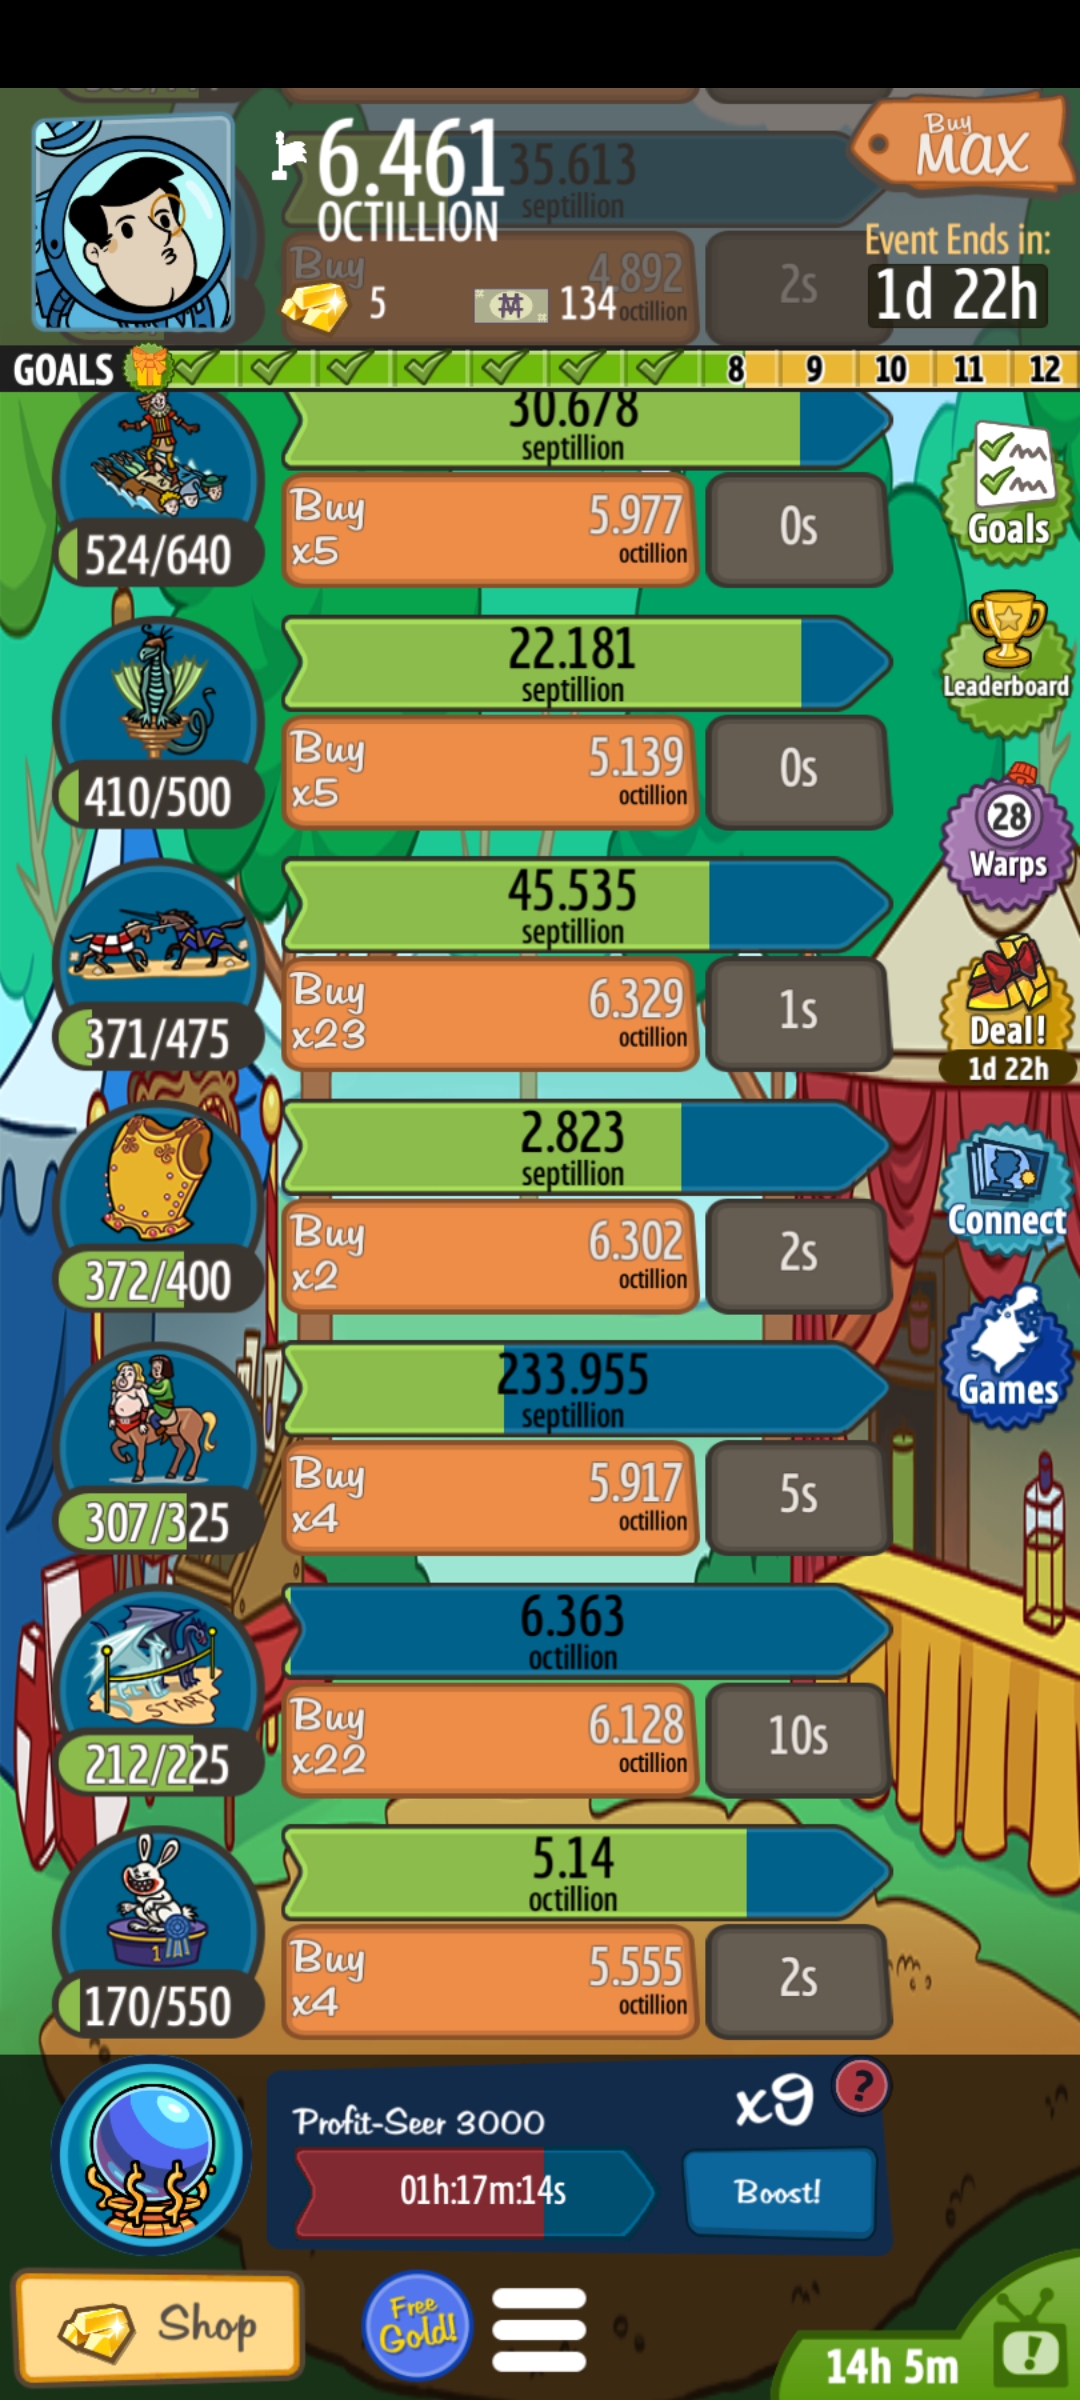 6.461
OCTILLION
35.613
septillion
Buy
4.892
octillion
2s
5
134
Buy
MAX
Event Ends in:
1d 22h
GOALS
8 9 10 11 12
30.678
septillion
524/640
Buy
x5
5.977
octillion
0s
Goals
22.181
septillion
410/500
Buy
x5
5.139
octillion
0s
Leaderboard
45.535
septillion
371/475
Buy
x23
6.329
octillion
1s
28
Warps
Deal!
1d 22h
2.823
septillion
372/400
Buy
x2
6.302
octillion
2s
Connect
233.955
septillion
307/325
Buy
x4
5.917
octillion
5s
Games
6.363
octillion
START
212/225
Buy
x22
6.128
octillion
10s
5.14
octillion
1
170/550
Buy
x4
5.555
octillion
2s
Profit-Seer 3000
x9
?
01h:17m:14s
Boost!
Shop
Free
Gold!
14h 5m
!